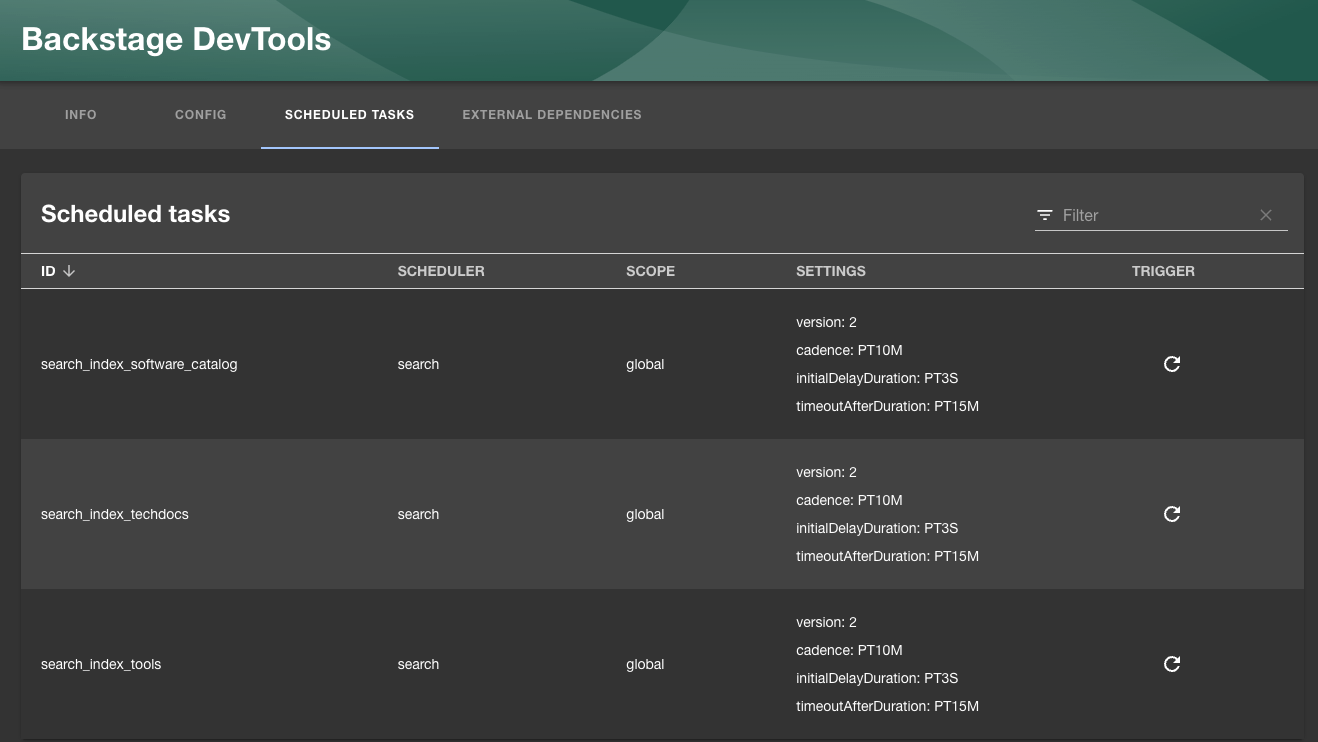 Backstage DevTools
INFO CONFIG SCHEDULED TASKS EXTERNAL DEPENDENCIES
Scheduled tasks
Filter
ID SCHEDULER SCOPE SETTINGS TRIGGER
search_index_software_catalog search global
version: 2
cadence: PT10M
initialDelayDuration: PT3S
timeoutAfterDuration: PT15M
search_index_techdocs search global
version: 2
cadence: PT10M
initialDelayDuration: PT3S
timeoutAfterDuration: PT15M
search_index_tools search global
version: 2
cadence: PT10M
initialDelayDuration: PT3S
timeoutAfterDuration: PT15M